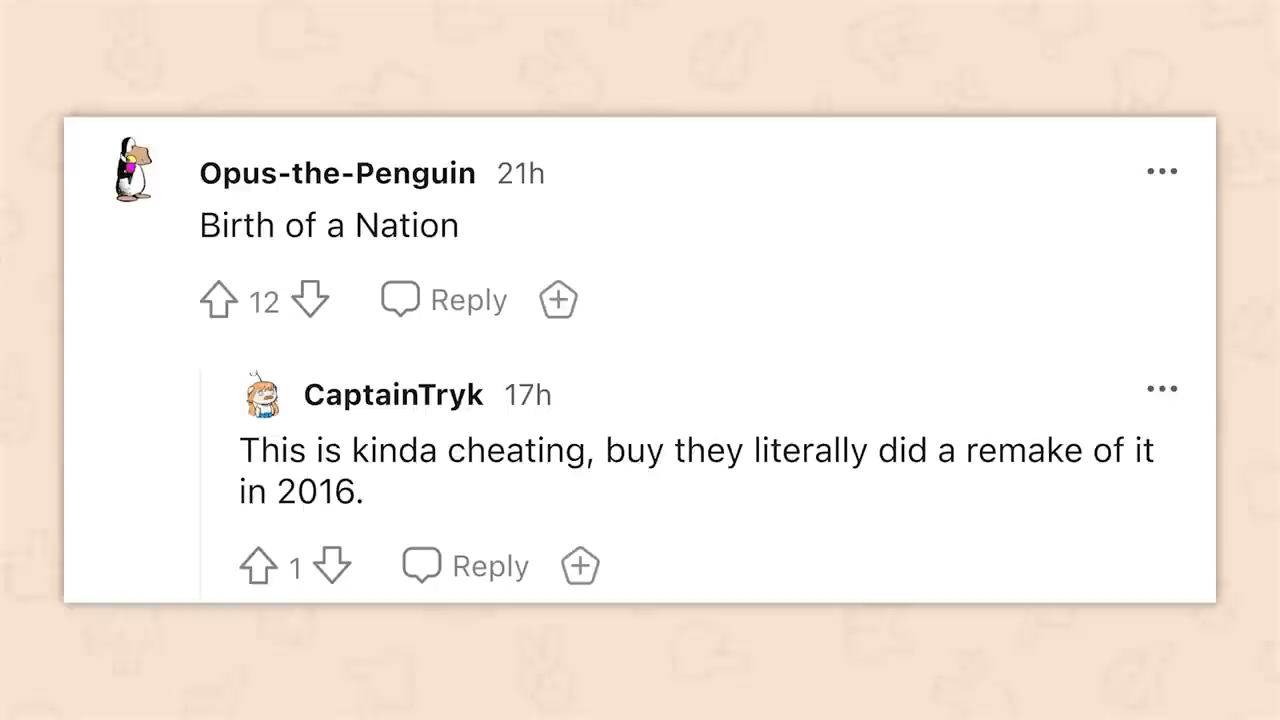 Opus-the-Penguin 21h
Birth of a Nation
12 Reply
CaptainTryk 17h
This is kinda cheating, buy they literally did a remake of it
in 2016.
1 Reply